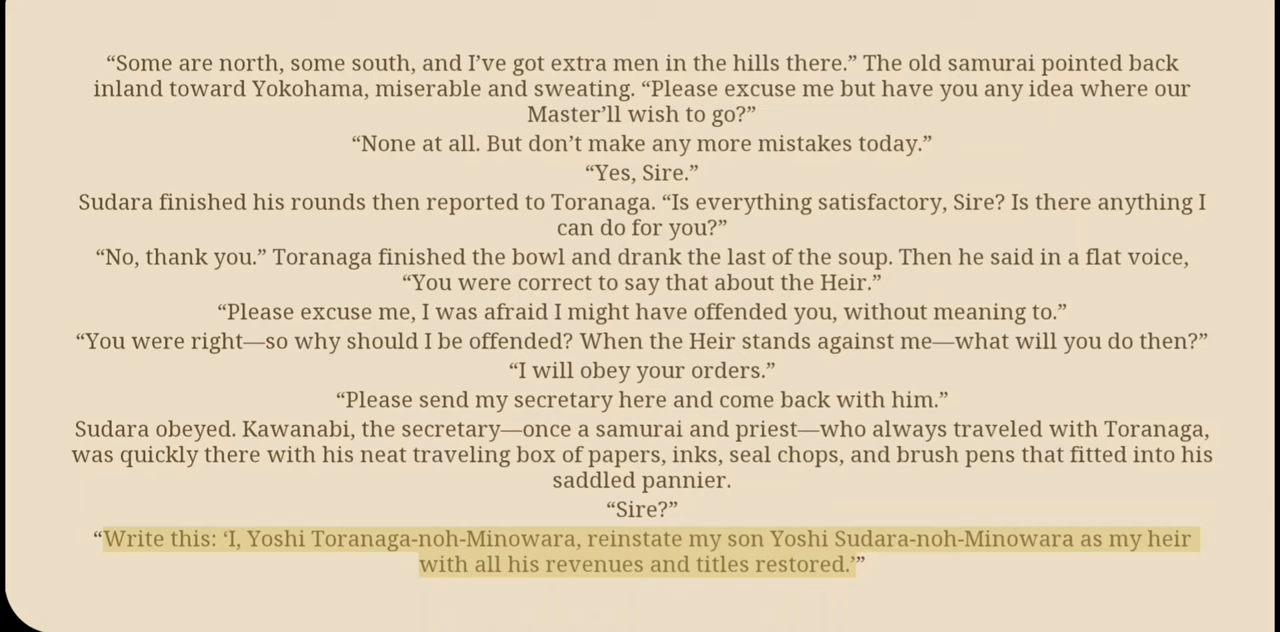 “Some are north, some south, and I’ve got extra men in the hills there.” The old samurai pointed back
inland toward Yokohama, miserable and sweating. “Please excuse me but have you any idea where our
Master’ll wish to go?”
“None at all. But don’t make any more mistakes today.”
“Yes, Sire.”
Sudara finished his rounds then reported to Toranaga. “Is everything satisfactory, Sire? Is there anything I
can do for you?”
“No, thank you.” Toranaga finished the bowl and drank the last of the soup. Then he said in a flat voice,
“You were correct to say that about the Heir.”
“Please excuse me, I was afraid I might have offended you, without meaning to.”
“You were right—so why should I be offended? When the Heir stands against me—what will you do then?”
“I will obey your orders.”
“Please send my secretary here and come back with him.”
Sudara obeyed. Kawanabi, the secretary—once a samurai and priest—who always traveled with Toranaga,
was quickly there with his neat traveling box of papers, inks, seal chops, and brush pens that fitted into his
saddled pannier.
“Sire?”
“Write this: ‘I, Yoshi Toranaga-noh-Minowara, reinstate my son Yoshi Sudara-noh-Minowara as my heir
with all his revenues and titles restored.’”